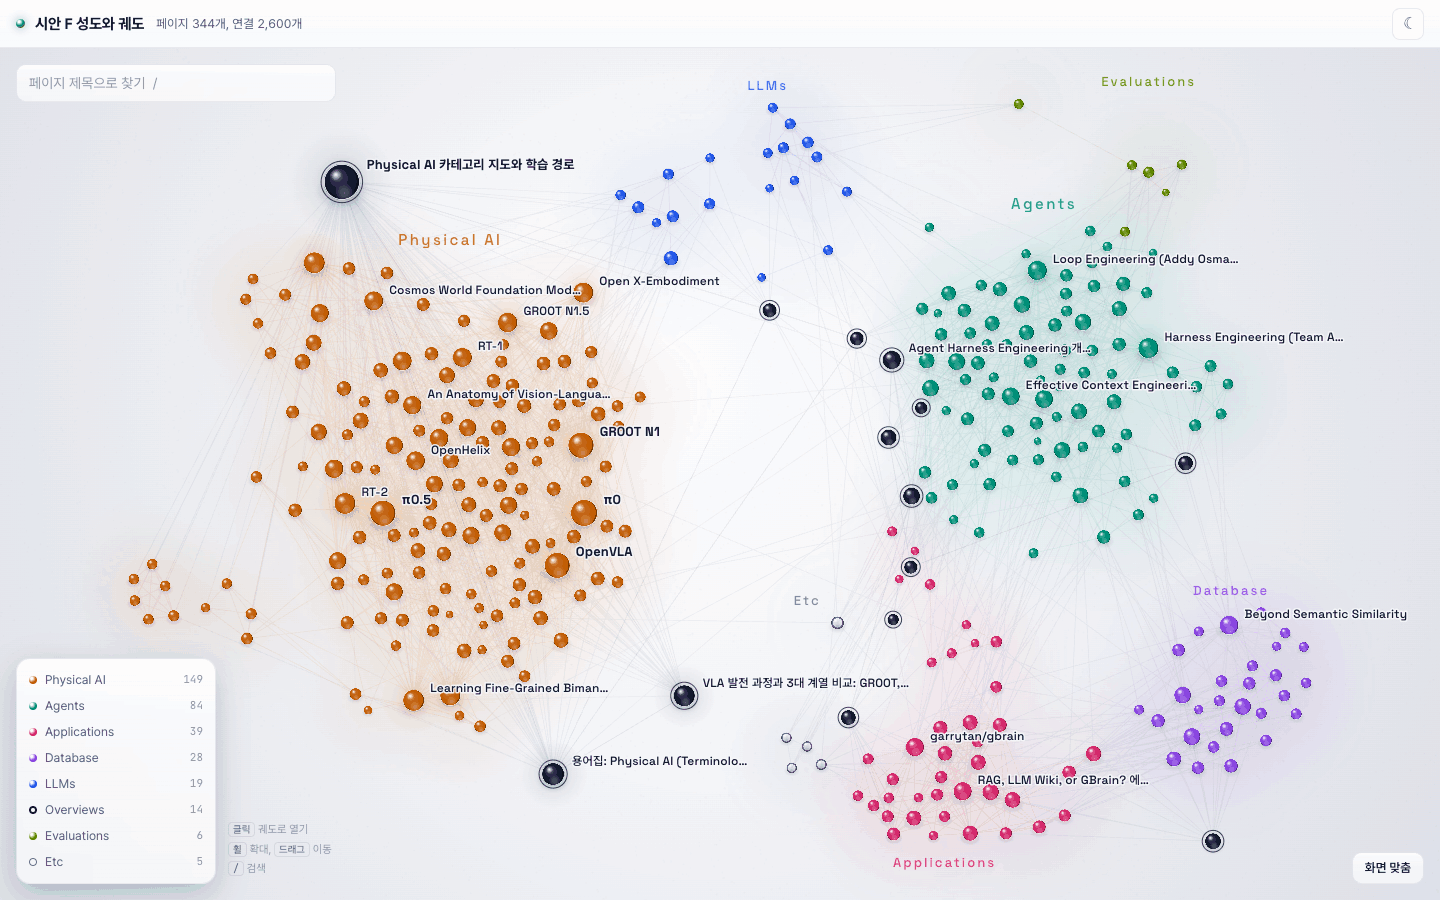 시안 F 성도와 궤도 페이지 344개, 연결 2,600개
페이지 제목으로 찾기 /
LLMs
Evaluations
Physical AI 카테고리 지도와 학습 경로
Agents
Physical AI
Loop Engineering (Addy Osma…
Open X-Embodiment
Cosmos World Foundation Mod…
GR00T N1.5
Harness Engineering (Team A…
RT-1
Agent Harness Engineering 개…
Effective Context Engineeri…
An Anatomy of Vision-Langua…
GR00T N1
OpenHelix
RT-2
π0.5
π0
OpenVLA
Database
Etc
Beyond Semantic Similarity
VLA 발전 과정과 3대 계열 비교: GR00T,…
Learning Fine-Grained Biman…
garrytan/gbrain
용어집: Physical AI (Terminolo…
RAG, LLM Wiki, or GBrain? 에…
Applications
Physical AI 149
Agents 84
Applications 39
Database 28
LLMs 19
Overviews 14
Evaluations 6
Etc 5
클릭 궤도로 열기
휠 확대, 드래그 이동
/ 검색
화면 맞춤